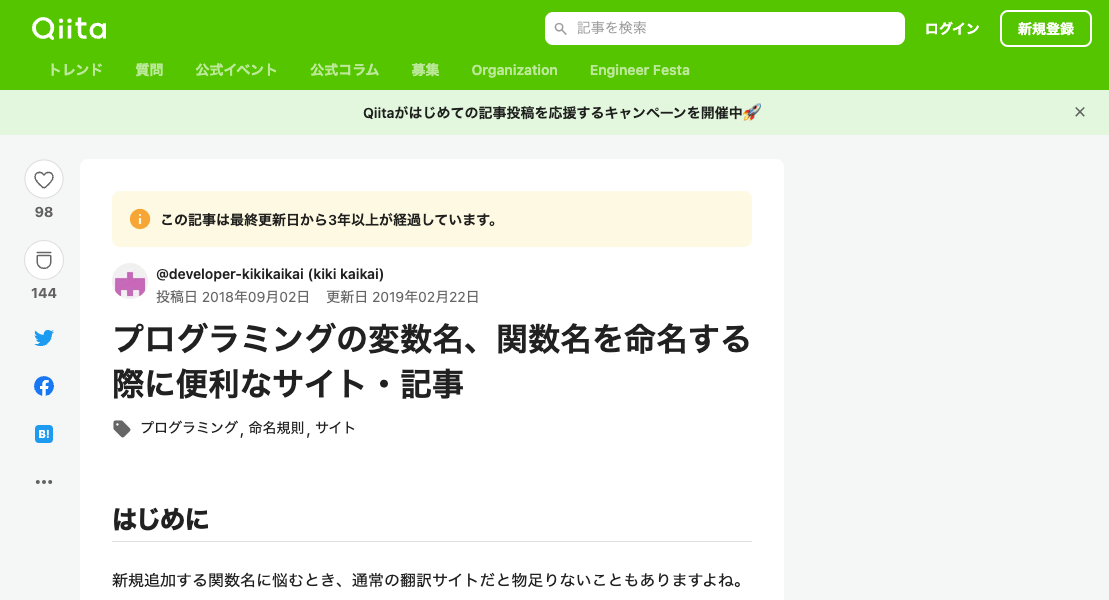 Qiita
記事を検索
ログイン
新規登録
トレンド 質問 公式イベント 公式コラム 募集 Organization Engineer Festa
Qiitaがはじめての記事投稿を応援するキャンペーンを開催中🚀
98
144
B!
この記事は最終更新日から3年以上が経過しています。
@developer-kikikaikai (kiki kaikai)
投稿日 2018年09月02日 更新日 2019年02月22日
プログラミングの変数名、関数名を命名する
際に便利なサイト・記事
プログラミング, 命名規則, サイト
はじめに
新規追加する関数名に悩むとき、通常の翻訳サイトだと物足りないこともありますよね。